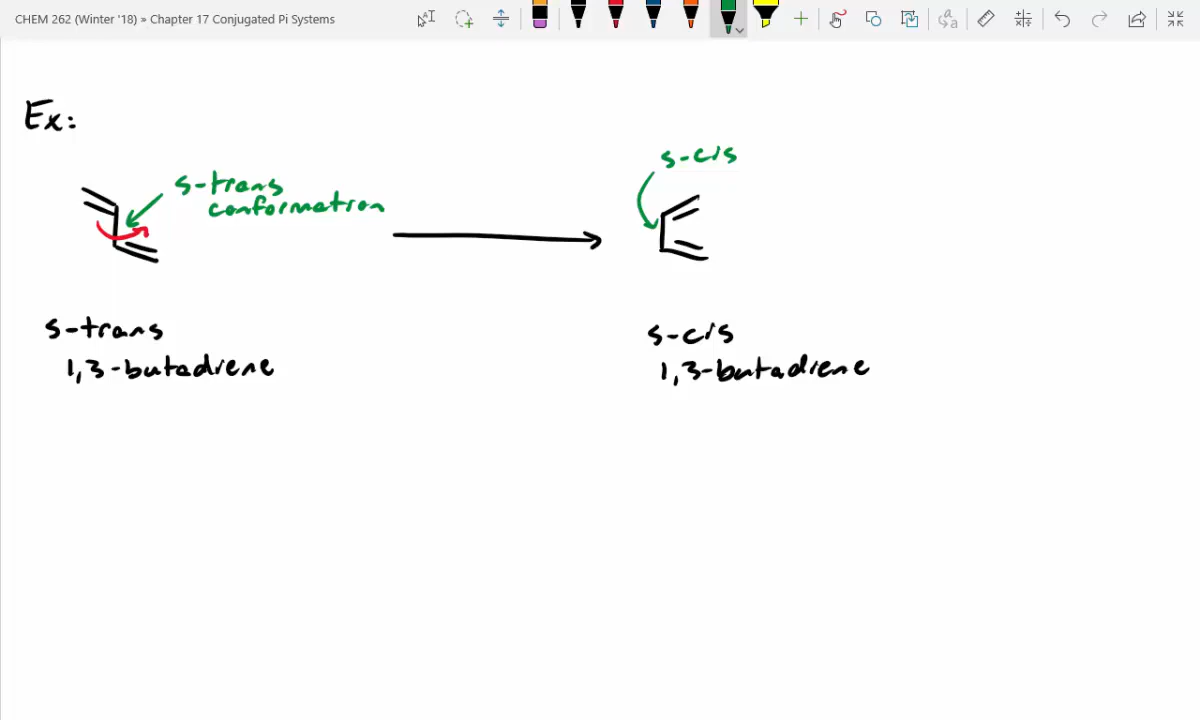 CHEM 262 (Winter '18) » Chapter 17 Conjugated Pi Systems
Ex:
s-trans
conformation
s-cis
s-trans
1,3-butadiene
s-cis
1,3-butadiene